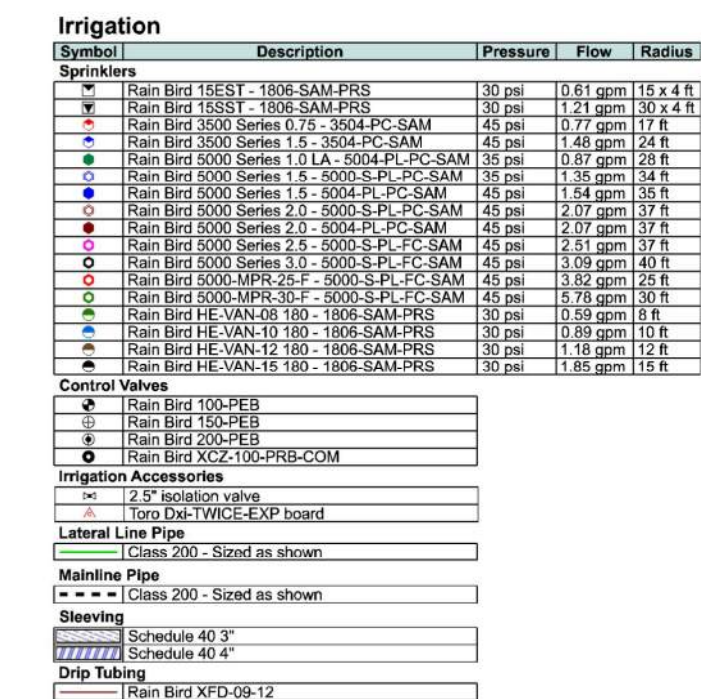 Irrigation
Symbol Description Pressure Flow Radius
Sprinklers
Rain Bird 15EST - 1806-SAM-PRS 30 psi 0.61 gpm 15 x 4 ft
Rain Bird 15SST - 1806-SAM-PRS 30 psi 1.21 gpm 30 x 4 ft
Rain Bird 3500 Series 0.75 - 3504-PC-SAM 45 psi 0.77 gpm 17 ft
Rain Bird 3500 Series 1.5 - 3504-PC-SAM 45 psi 1.48 gpm 24 ft
Rain Bird 5000 Series 1.0 LA - 5004-PL-PC-SAM 35 psi 0.87 gpm 28 ft
Rain Bird 5000 Series 1.5 - 5000-S-PL-PC-SAM 35 psi 1.35 gpm 34 ft
Rain Bird 5000 Series 1.5 - 5004-PL-PC-SAM 45 psi 1.54 gpm 35 ft
Rain Bird 5000 Series 2.0 - 5000-S-PL-PC-SAM 45 psi 2.07 gpm 37 ft
Rain Bird 5000 Series 2.0 - 5004-PL-PC-SAM 45 psi 2.07 gpm 37 ft
Rain Bird 5000 Series 2.5 - 5000-S-PL-FC-SAM 45 psi 2.51 gpm 37 ft
Rain Bird 5000 Series 3.0 - 5000-S-PL-FC-SAM 45 psi 3.09 gpm 40 ft
Rain Bird 5000-MPR-25-F - 5000-S-PL-FC-SAM 45 psi 3.82 gpm 25 ft
Rain Bird 5000-MPR-30-F - 5000-S-PL-FC-SAM 45 psi 5.78 gpm 30 ft
Rain Bird HE-VAN-08 180 - 1806-SAM-PRS 30 psi 0.59 gpm 8 ft
Rain Bird HE-VAN-10 180 - 1806-SAM-PRS 30 psi 0.89 gpm 10 ft
Rain Bird HE-VAN-12 180 - 1806-SAM-PRS 30 psi 1.18 gpm 12 ft
Rain Bird HE-VAN-15 180 - 1806-SAM-PRS 30 psi 1.85 gpm 15 ft
Control Valves
Rain Bird 100-PEB
Rain Bird 150-PEB
Rain Bird 200-PEB
Rain Bird XCZ-100-PRB-COM
Irrigation Accessories
2.5" isolation valve
Toro Dxi-TWICE-EXP board
Lateral Line Pipe
Class 200 - Sized as shown
Mainline Pipe
Class 200 - Sized as shown
Sleeving
Schedule 40 3"
Schedule 40 4"
Drip Tubing
Rain Bird XFD-09-12